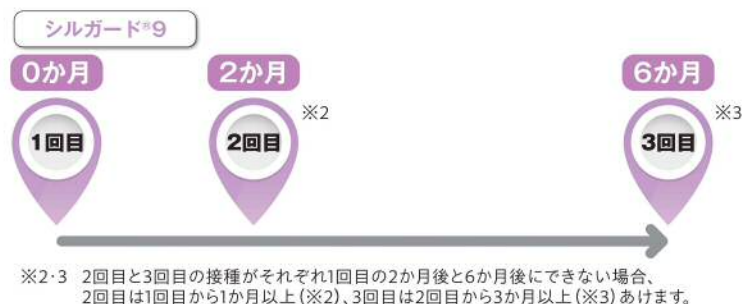 シルガード®9
0か月 2か月 6か月
1回目 2回目 ※2 3回目 ※3
※2・3 2回目と3回目の接種がそれぞれ1回目の2か月後と6か月後にできない場合、
2回目は1回目から1か月以上(※2)、3回目は2回目から3か月以上(※3)あけます。